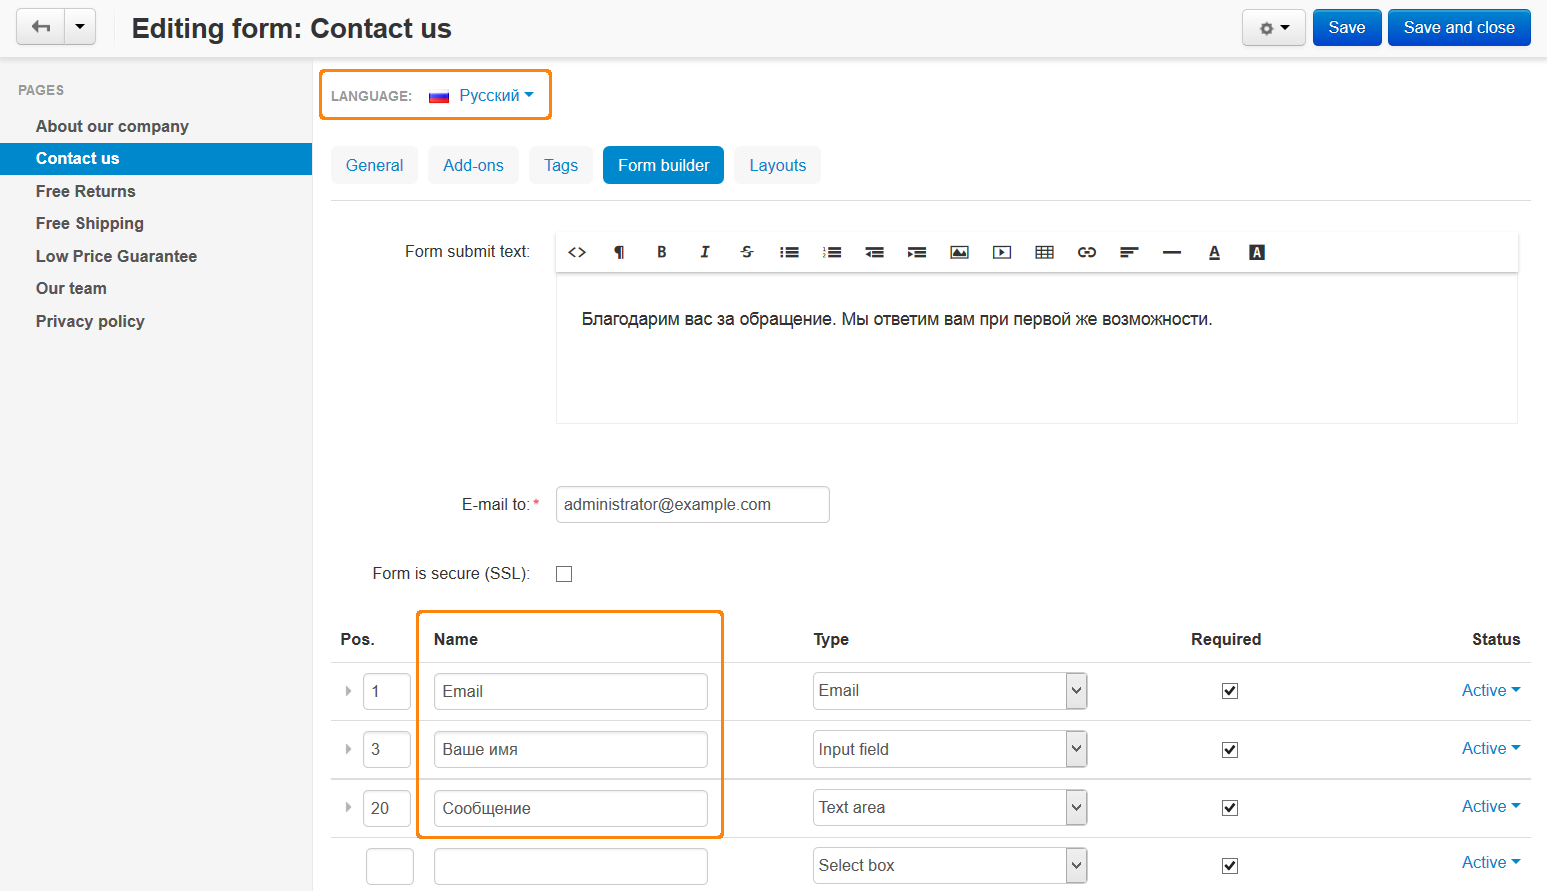 Editing form: Contact us
Save
Save and close
PAGES
About our company
Contact us
Free Returns
Free Shipping
Low Price Guarantee
Our team
Privacy policy
LANGUAGE: Русский
General Add-ons Tags Form builder Layouts
Form submit text:
Благодарим вас за обращение. Мы ответим вам при первой же возможности.
E-mail to:* administrator@example.com
Form is secure (SSL):
Pos. Name Type Required Status
1 Email Email Active
3 Ваше имя Input field Active
20 Сообщение Text area Active
Select box Active